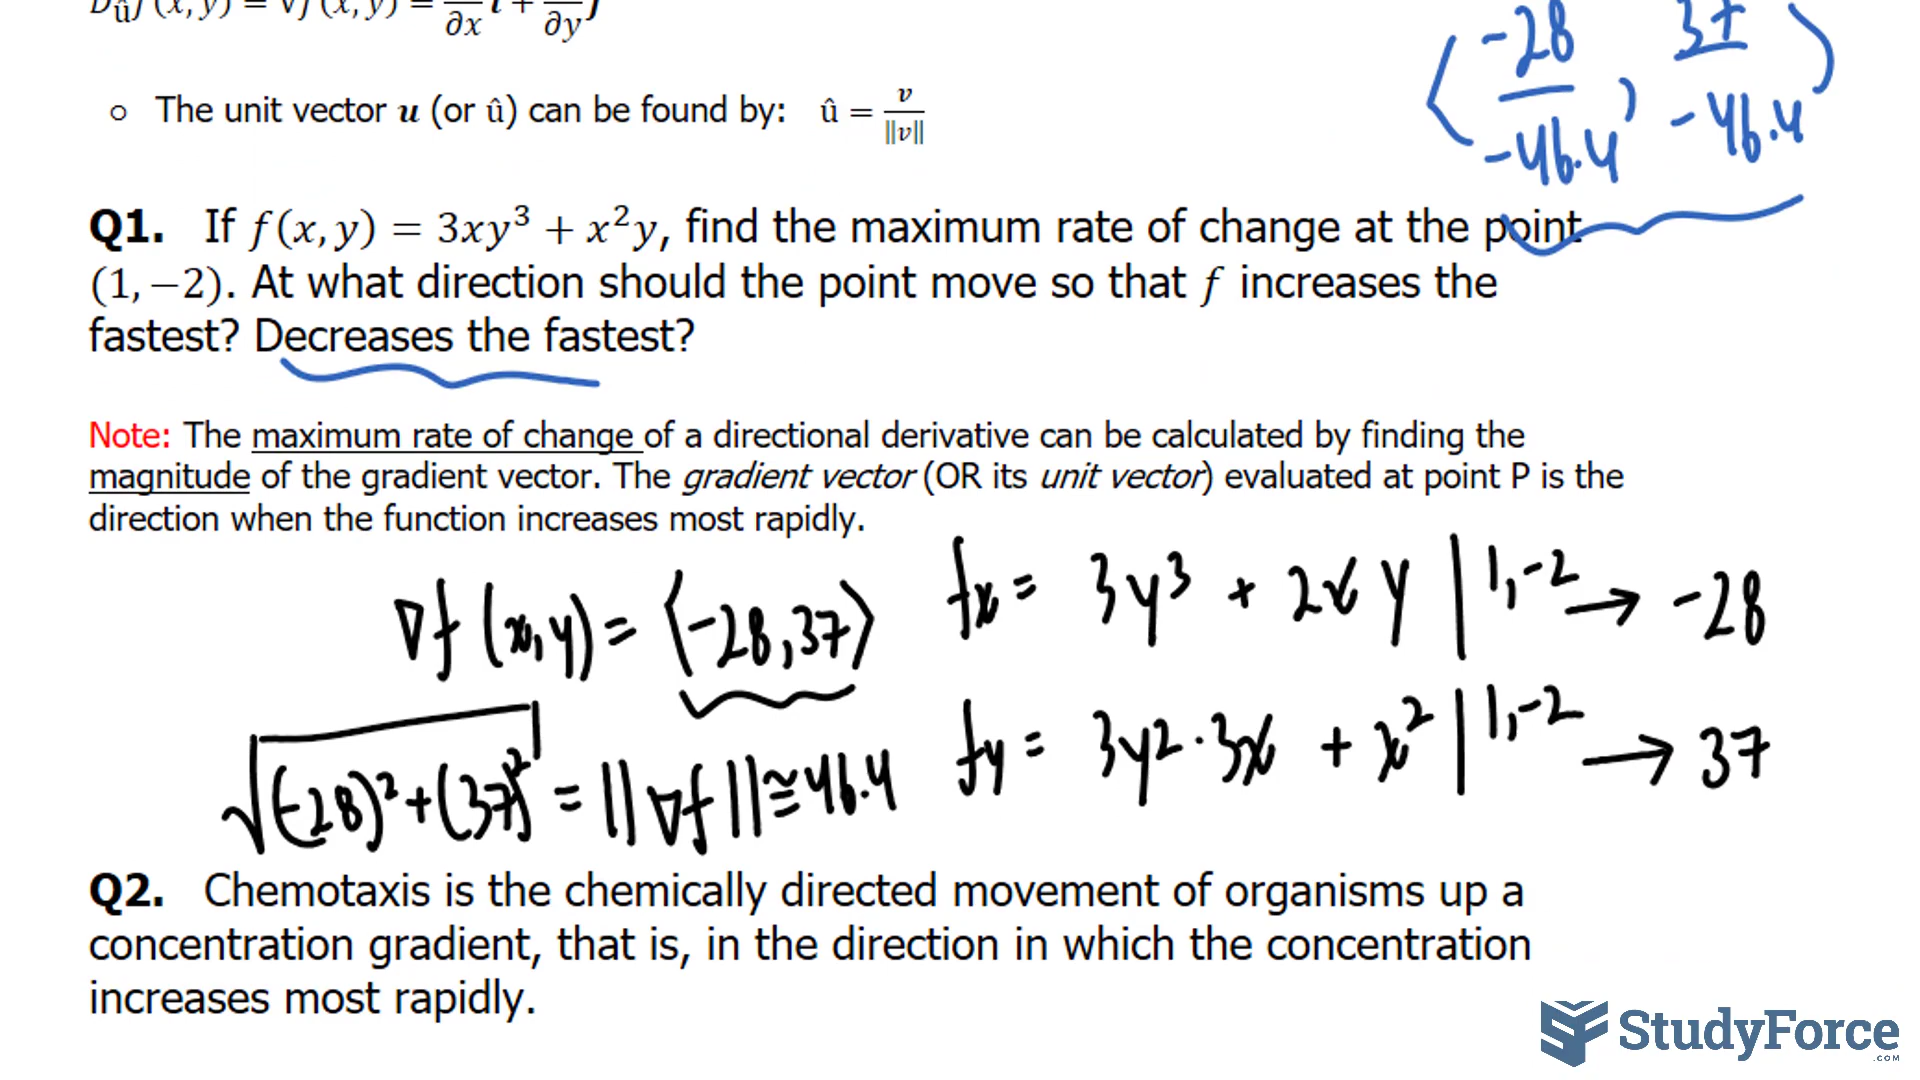 D_û f(x, y) = ∇f(x, y) = ∂x i + ∂y j
⟨-28/-46.4, 37/-46.4⟩
○ The unit vector u (or û) can be found by: û = v/‖v‖
Q1. If f(x, y) = 3xy³ + x²y, find the maximum rate of change at the point
(1, −2). At what direction should the point move so that f increases the
fastest? Decreases the fastest?
Note: The maximum rate of change of a directional derivative can be calculated by finding the
magnitude of the gradient vector. The gradient vector (OR its unit vector) evaluated at point P is the
direction when the function increases most rapidly.
∇f(x,y) = ⟨-28,37⟩
fx = 3y³ + 2xy | 1,-2 → -28
fy = 3y2·3x + x² | 1,-2 → 37
√(-28)²+(37)² = ||∇f|| ≅ 46.4
Q2. Chemotaxis is the chemically directed movement of organisms up a
concentration gradient, that is, in the direction in which the concentration
increases most rapidly.
StudyForce
.COM